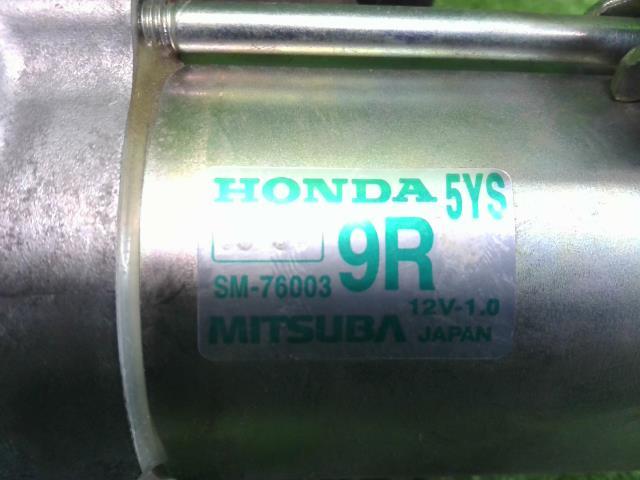 HONDA 5YS
9R
SM-76003
12V-1.0
MITSUBA JAPAN